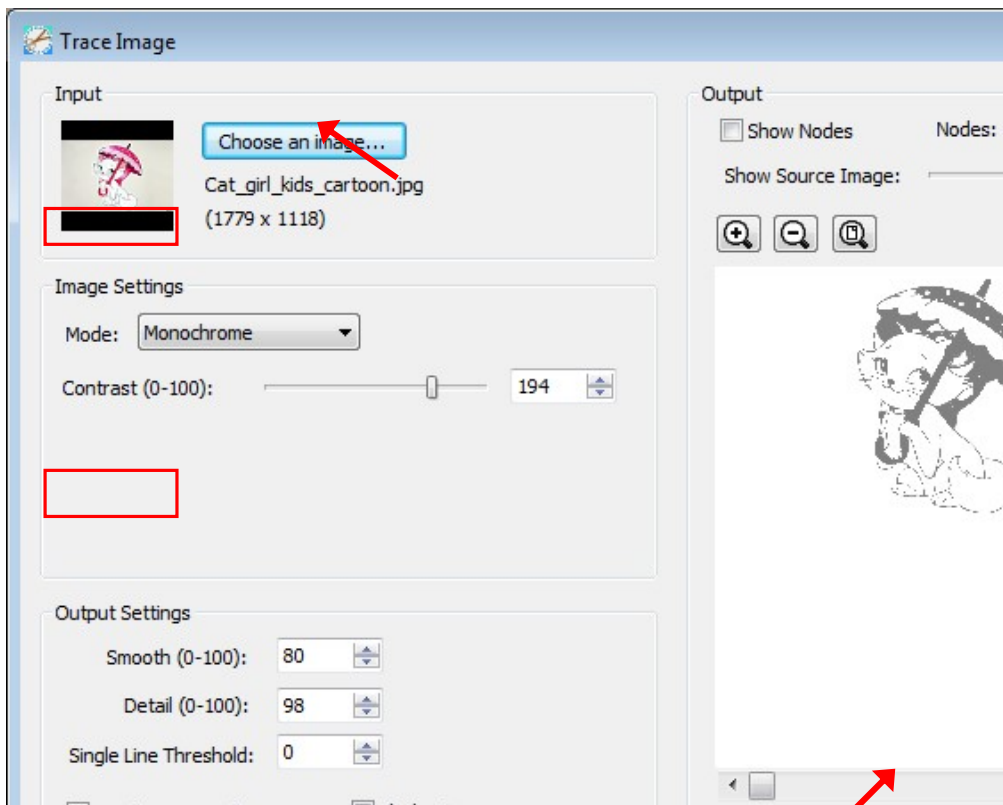 Trace Image
Input
Choose an image...
Cat_girl_kids_cartoon.jpg
(1779 x 1118)
Image Settings
Mode: Monochrome
Contrast (0-100): 194
Output Settings
Smooth (0-100): 80
Detail (0-100): 98
Single Line Threshold: 0
Output
Show Nodes Nodes:
Show Source Image: